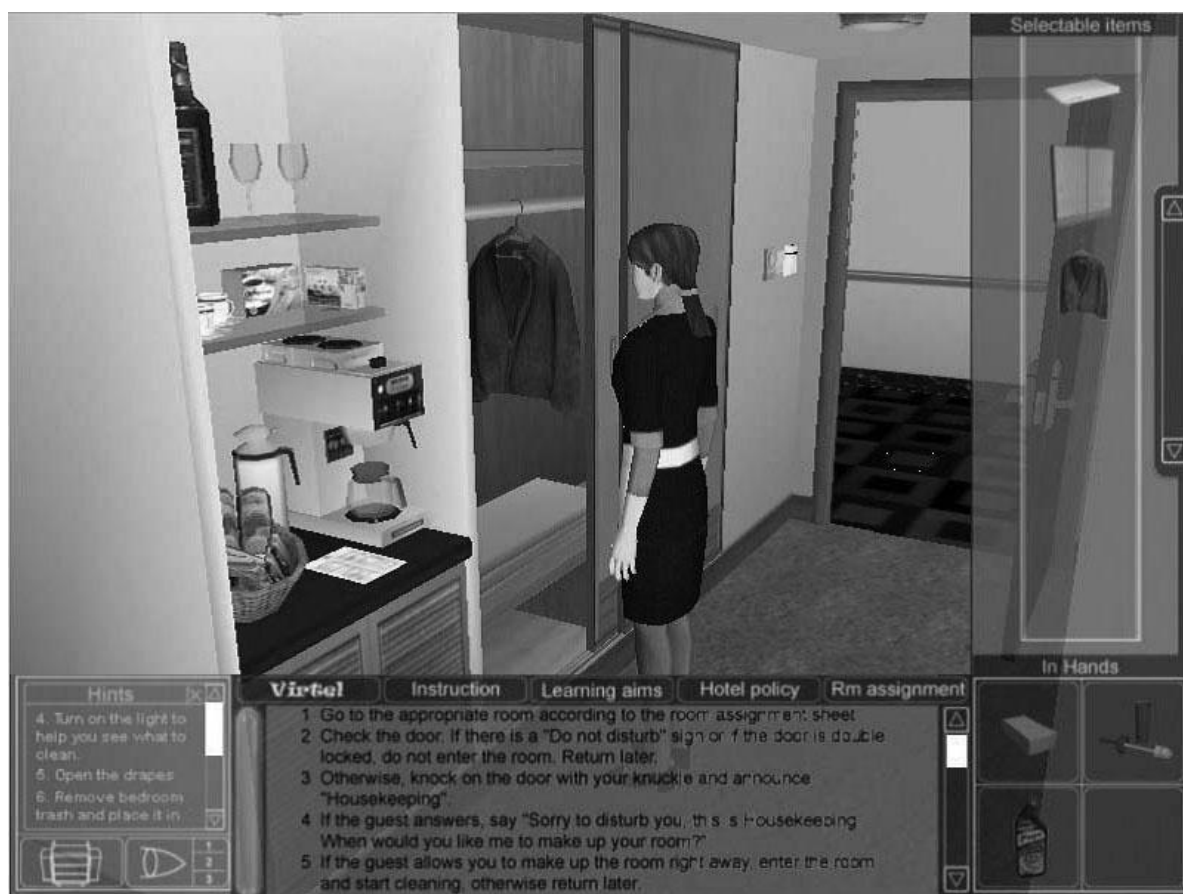 Selectable items
In Hands
Hints
X
4. Turn on the light to
help you see what to
clean.
5. Open the drapes
6. Remove bedroom
trash and place it in
1
2
3
Virtel
Instruction
Learning aims
Hotel policy
Rm assignment
1 Go to the appropriate room according to the room assignment sheet
2 Check the door. If there is a "Do not disturb" sign or if the door is double
locked, do not enter the room. Return later.
3 Otherwise, knock on the door with your knuckle and announce
"Housekeeping".
4 If the guest answers, say "Sorry to disturb you, this is Housekeeping
When would you like me to make up your room?"
5 If the guest allows you to make up the room right away, enter the room
and start cleaning, otherwise return later.